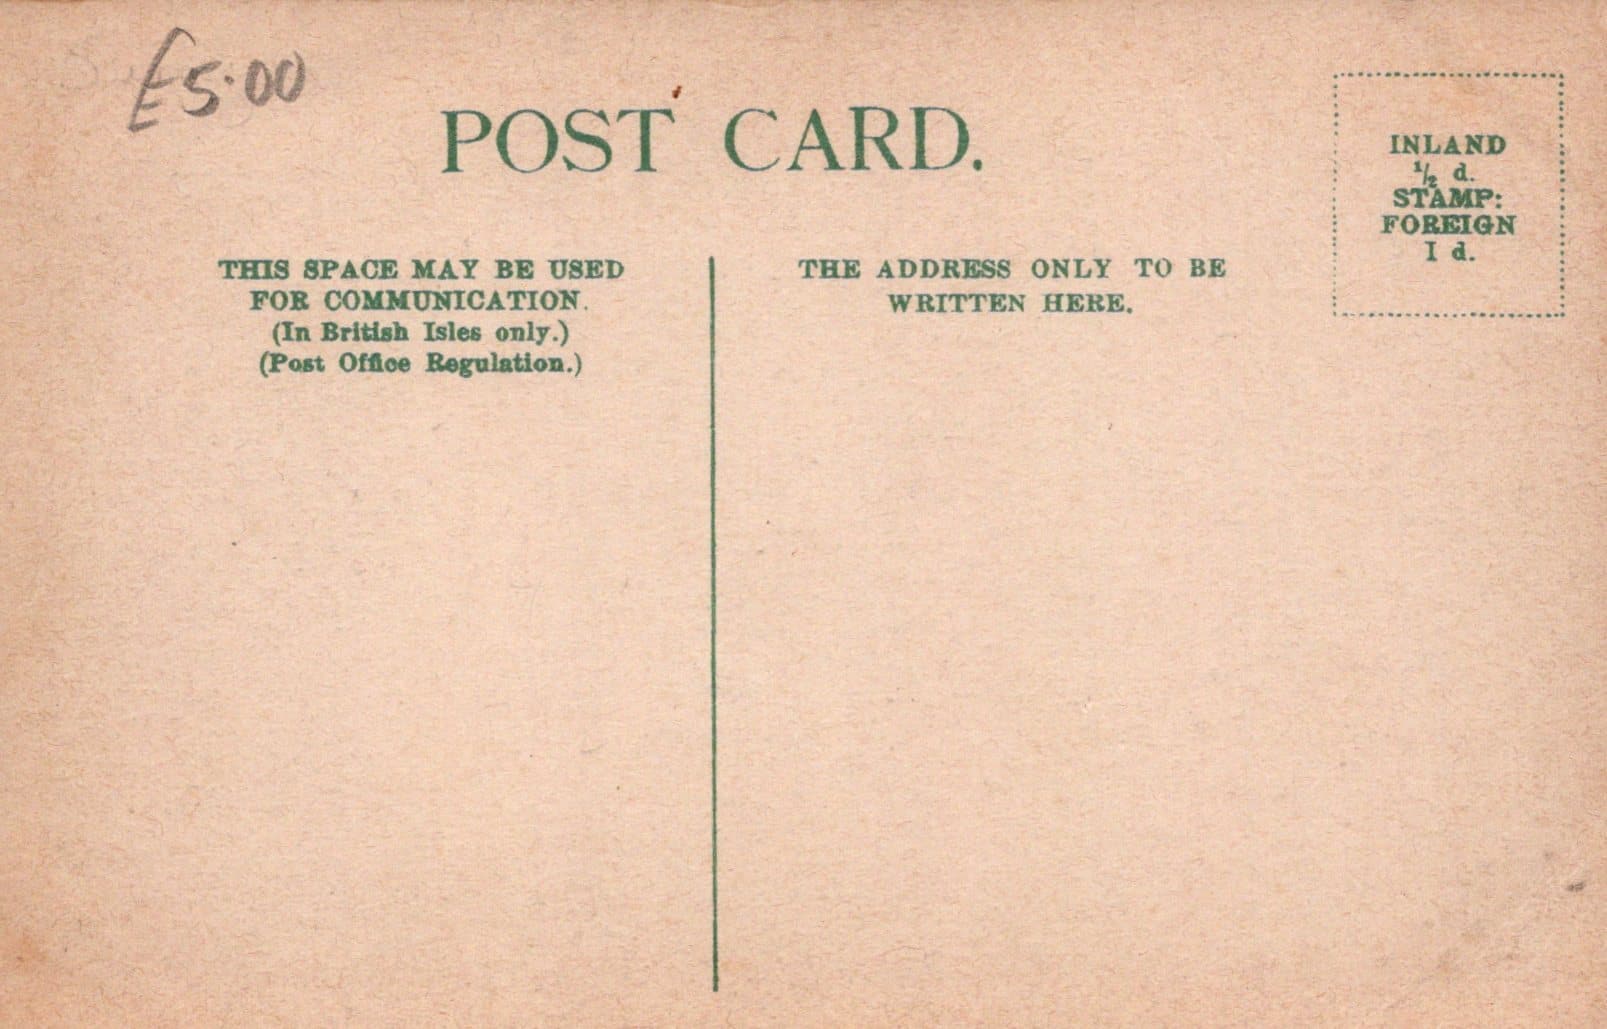 £5.00
POST CARD.
INLAND
½ d.
STAMP:
FOREIGN
1 d.
THIS SPACE MAY BE USED
FOR COMMUNICATION.
(In British Isles only.)
(Post Office Regulation.)
THE ADDRESS ONLY TO BE
WRITTEN HERE.